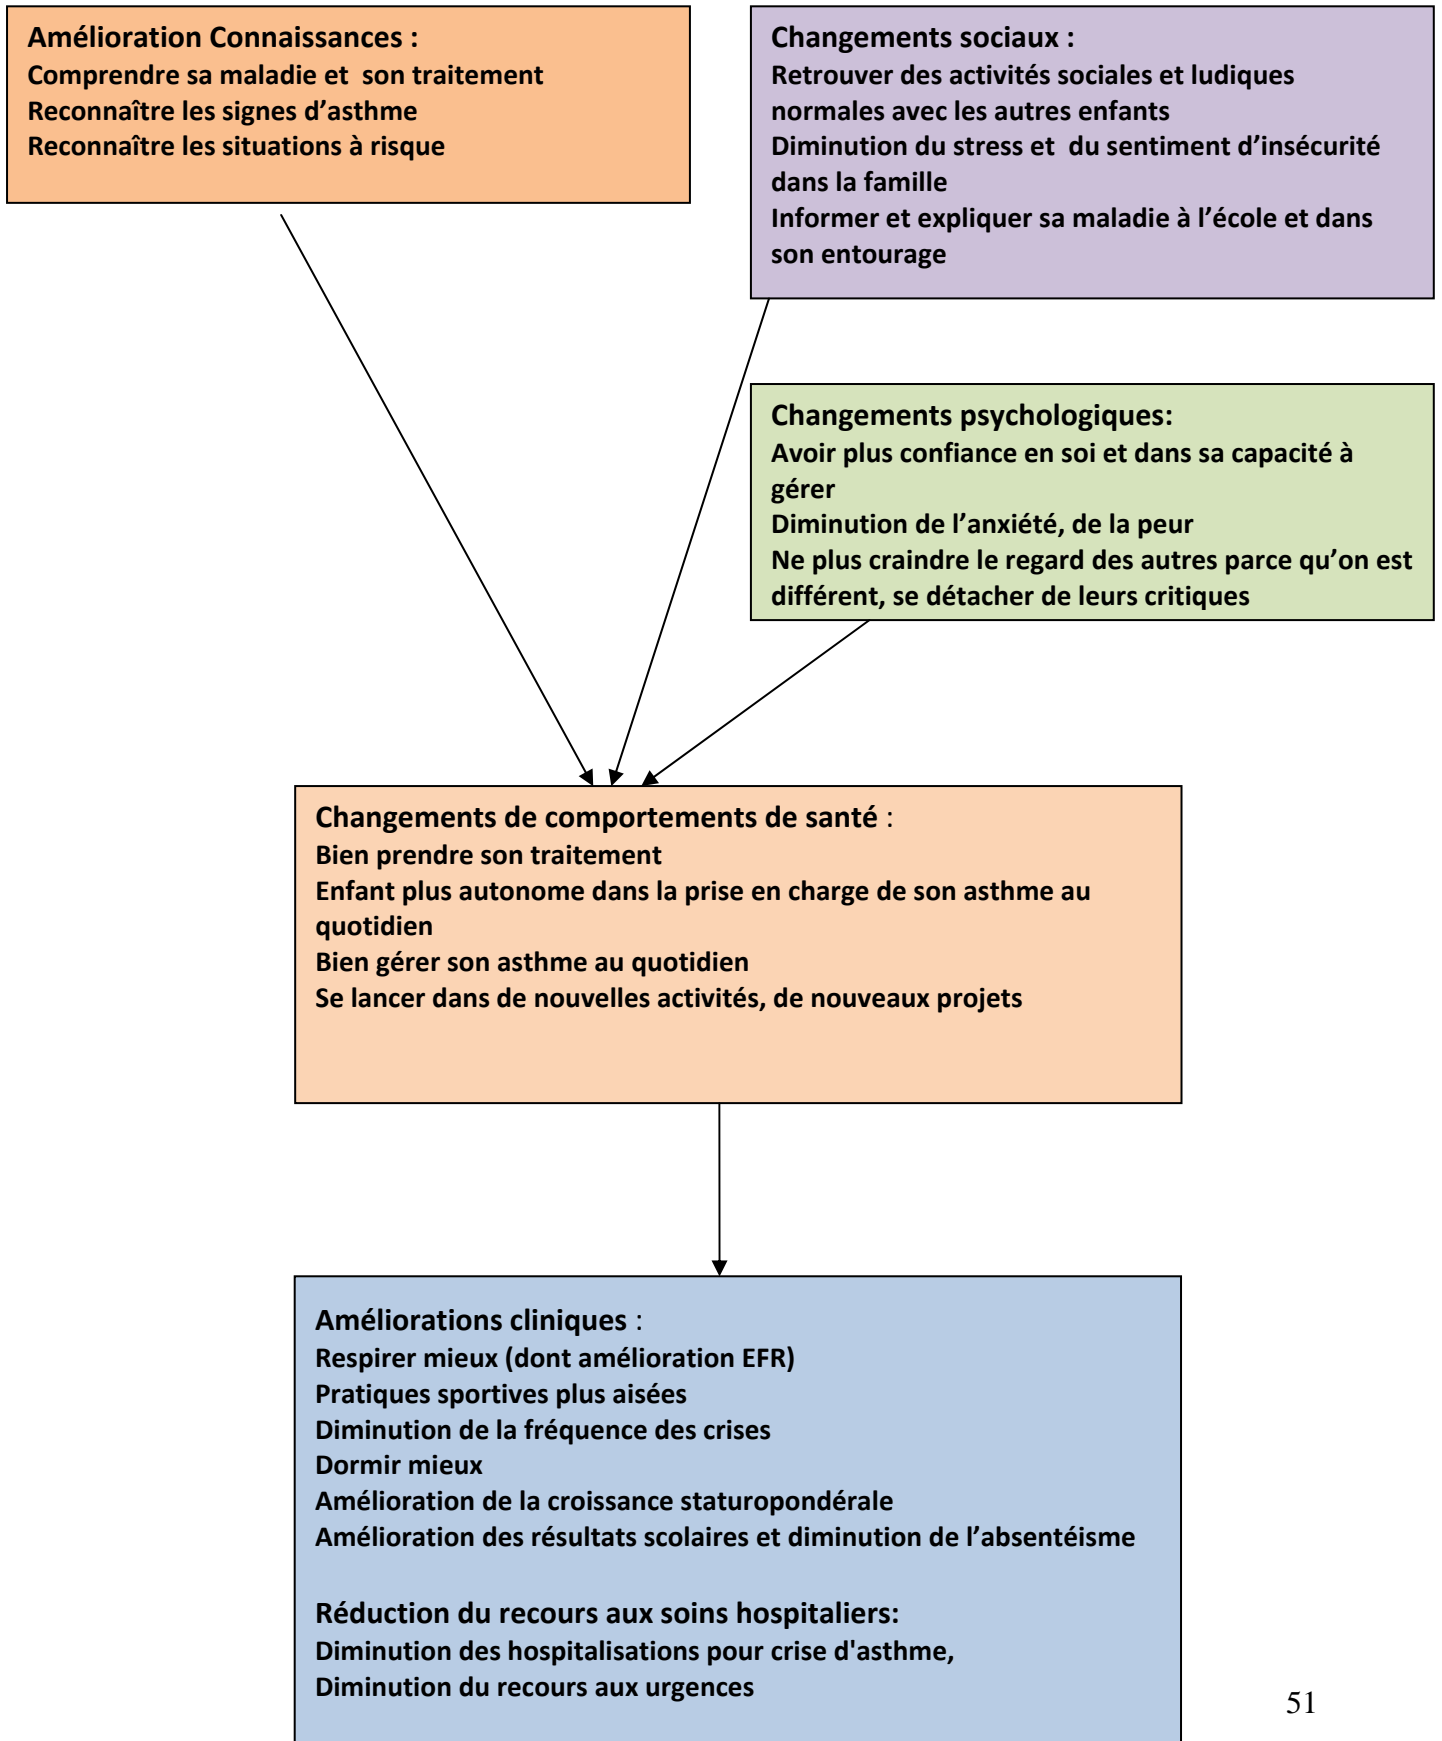 Amélioration Connaissances :
Comprendre sa maladie et  son traitement
Reconnaître les signes d’asthme
Reconnaître les situations à risque
Changements sociaux :
Retrouver des activités sociales et ludiques
normales avec les autres enfants
Diminution du stress et  du sentiment d’insécurité
dans la famille
Informer et expliquer sa maladie à l’école et dans
son entourage
Changements psychologiques:
Avoir plus confiance en soi et dans sa capacité à
gérer
Diminution de l’anxiété, de la peur
Ne plus craindre le regard des autres parce qu’on est
différent, se détacher de leurs critiques
Changements de comportements de santé :
Bien prendre son traitement
Enfant plus autonome dans la prise en charge de son asthme au
quotidien
Bien gérer son asthme au quotidien
Se lancer dans de nouvelles activités, de nouveaux projets
Améliorations cliniques :
Respirer mieux (dont amélioration EFR)
Pratiques sportives plus aisées
Diminution de la fréquence des crises
Dormir mieux
Amélioration de la croissance staturopondérale
Amélioration des résultats scolaires et diminution de l’absentéisme
Réduction du recours aux soins hospitaliers:
Diminution des hospitalisations pour crise d'asthme,
Diminution du recours aux urgences
51